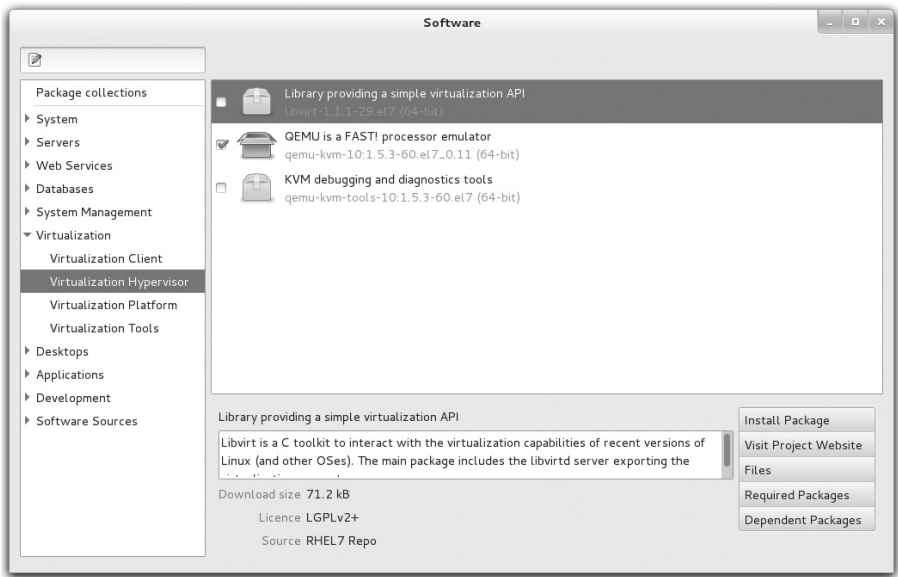 Software
Package collections
System
Servers
Web Services
Databases
System Management
Virtualization
Virtualization Client
Virtualization Hypervisor
Virtualization Platform
Virtualization Tools
Desktops
Applications
Development
Software Sources
Library providing a simple virtualization API
libvirt-1.1.1-29.el7 (64-bit)
QEMU is a FAST! processor emulator
qemu-kvm-10:1.5.3-60.el7_0.11 (64-bit)
KVM debugging and diagnostics tools
qemu-kvm-tools-10:1.5.3-60.el7 (64-bit)
Library providing a simple virtualization API
Libvirt is a C toolkit to interact with the virtualization capabilities of recent versions of
Linux (and other OSes). The main package includes the libvirtd server exporting the
Download size 71.2 kB
Licence LGPLv2+
Source RHEL7 Repo
Install Package
Visit Project Website
Files
Required Packages
Dependent Packages